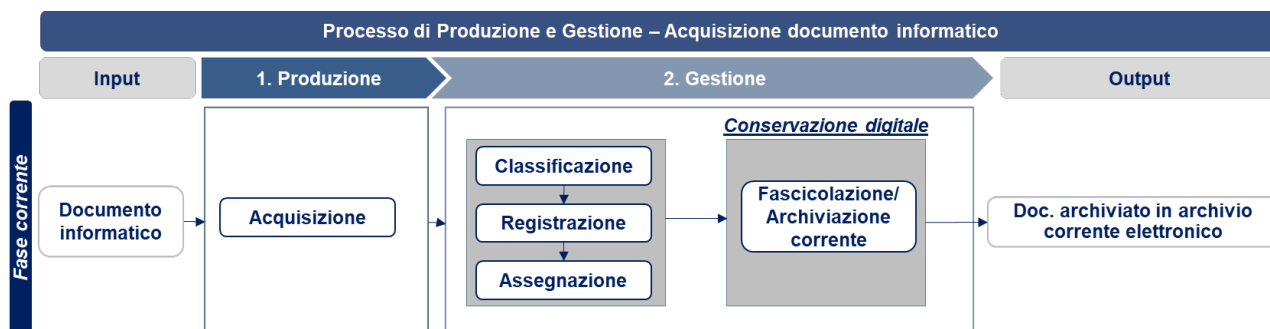 Processo di Produzione e Gestione – Acquisizione documento informatico
Input
1. Produzione
2. Gestione
Output
Fase corrente
Documento
informatico
Acquisizione
Classificazione
Registrazione
Assegnazione
Conservazione digitale
Fascicolazione/
Archiviazione
corrente
Doc. archiviato in archivio
corrente elettronico